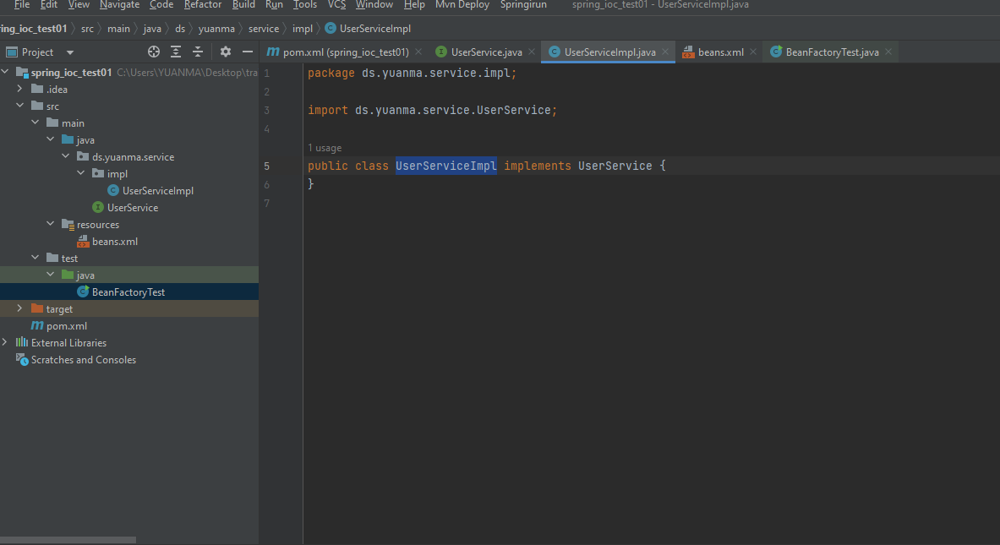 File Edit View Navigate Code Refactor Build Run Tools VCS Window Help Mvn Deploy Springirun spring_ioc_test01 - UserServiceImpl.java
ring_ioc_test01 src main java ds yuanma service impl UserServiceImpl
Project
pom.xml (spring_ioc_test01) UserService.java UserServiceImpl.java beans.xml BeanFactoryTest.java
spring_ioc_test01 C:\Users\YUANMA\Desktop\tra
.idea
src
main
java
ds.yuanma.service
impl
UserServiceImpl
UserService
resources
beans.xml
test
java
BeanFactoryTest
target
pom.xml
External Libraries
Scratches and Consoles
1 package ds.yuanma.service.impl;
2
3 import ds.yuanma.service.UserService;
4
1 usage
5 public class UserServiceImpl implements UserService {
6 }
7